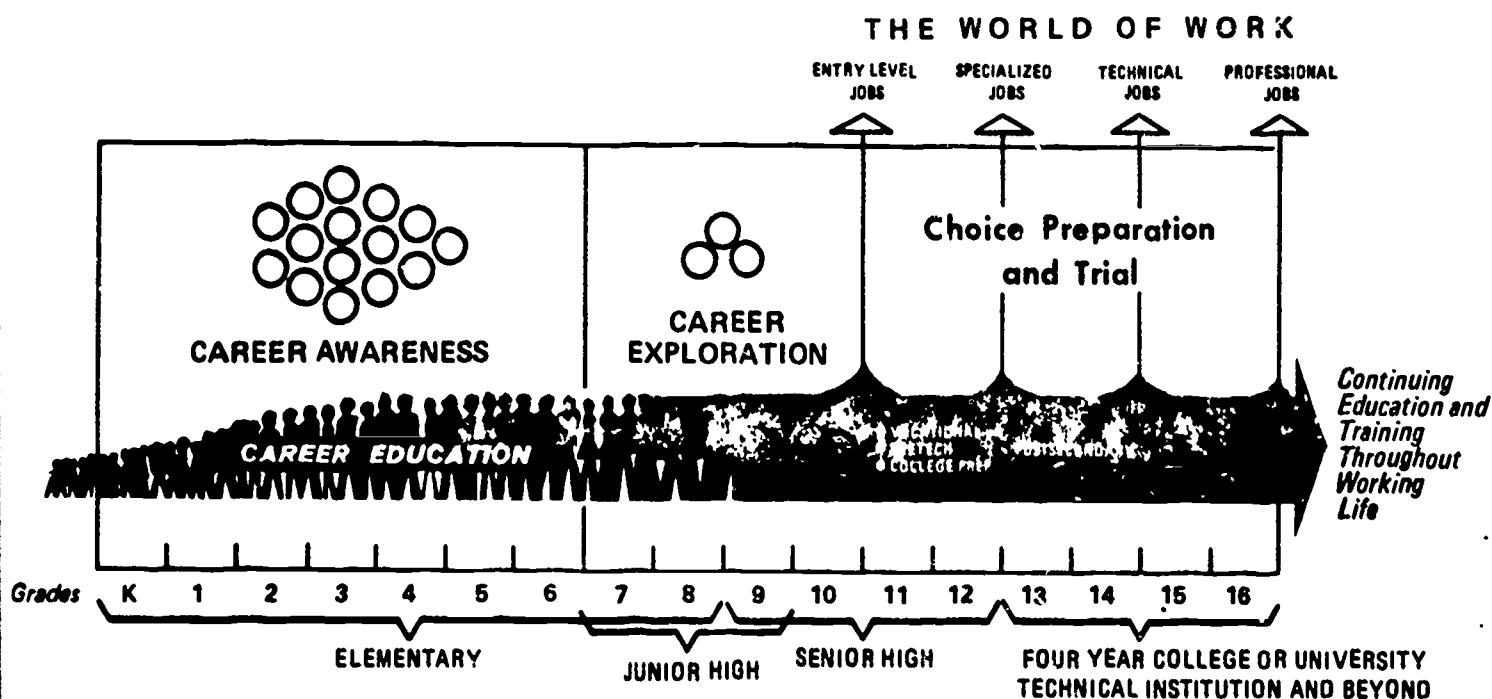 THE WORLD OF WORK
ENTRY LEVEL JOBS
SPECIALIZED JOBS
TECHNICAL JOBS
PROFESSIONAL JOBS
Choice Preparation
and Trial
CAREER AWARENESS
CAREER
EXPLORATION
CAREER EDUCATION
COLLEGE PREP
Continuing
Education and
Training
Throughout
Working
Life
Grades K 1 2 3 4 5 6 7 8 9 10 11 12 13 14 15 16
ELEMENTARY
JUNIOR HIGH
SENIOR HIGH
FOUR YEAR COLLEGE OR UNIVERSITY
TECHNICAL INSTITUTION AND BEYOND